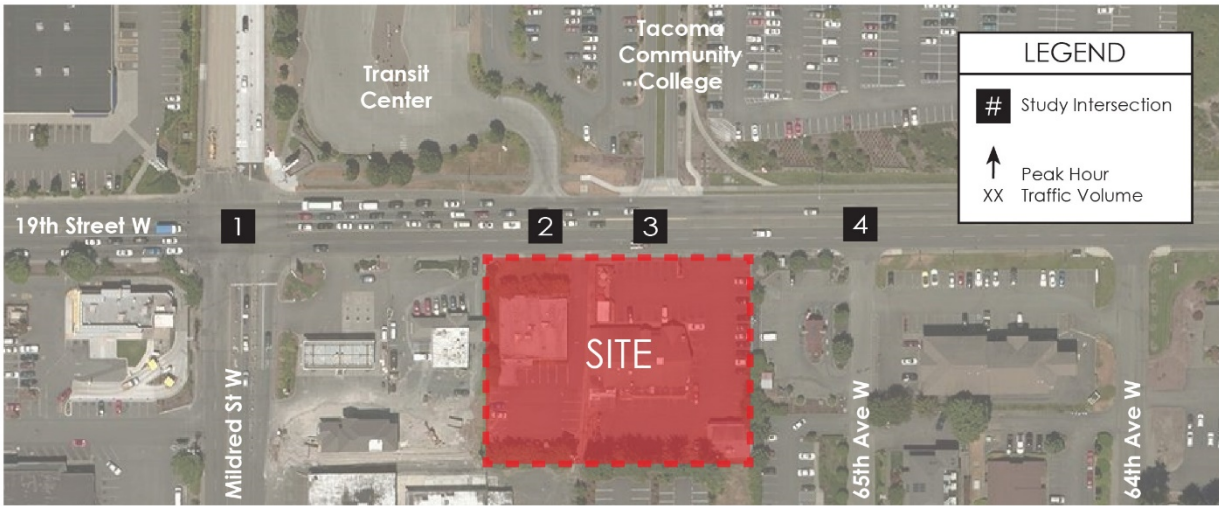 Transit
Center
Tacoma
Community
College
LEGEND
# Study Intersection
XX Peak Hour
Traffic Volume
19th Street W
1
2
3
4
SITE
Mildred St W
65th Ave W
64th Ave W